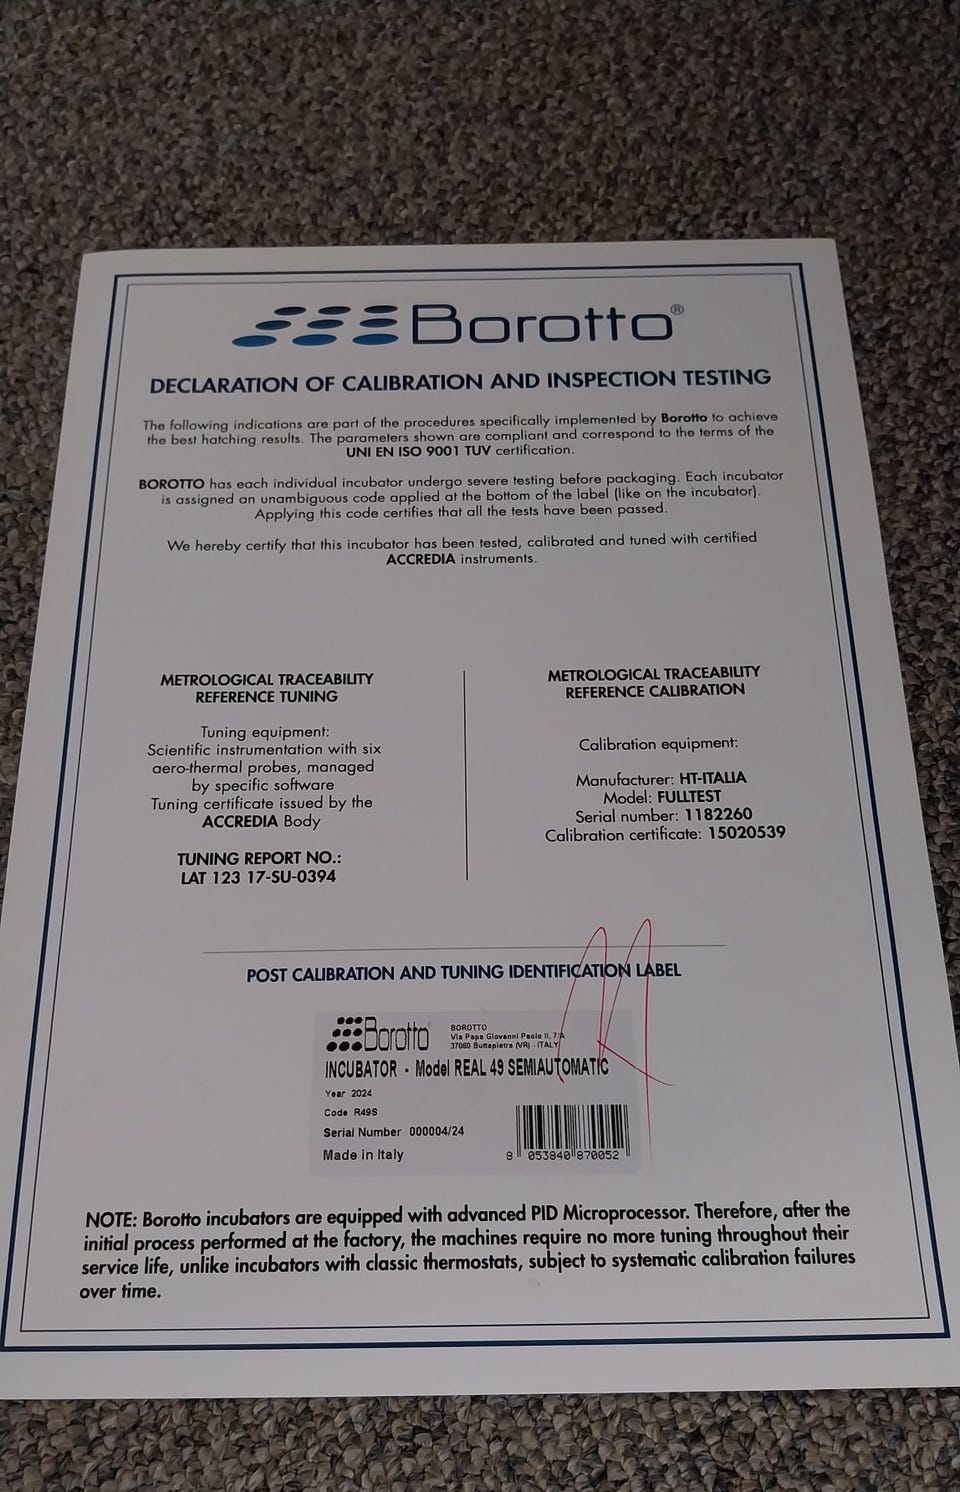 Borotto®
DECLARATION OF CALIBRATION AND INSPECTION TESTING
The following indications are part of the procedures specifically implemented by Borotto to achieve
the best hatching results. The parameters shown are compliant and correspond to the terms of the
UNI EN ISO 9001 TUV certification.
BOROTTO has each individual incubator undergo severe testing before packaging. Each incubator
is assigned an unambiguous code applied at the bottom of the label (like on the incubator).
Applying this code certifies that all the tests have been passed.
We hereby certify that this incubator has been tested, calibrated and tuned with certified
ACCREDIA instruments.
METROLOGICAL TRACEABILITY
REFERENCE TUNING
Tuning equipment:
Scientific instrumentation with six
aero-thermal probes, managed
by specific software
Tuning certificate issued by the
ACCREDIA Body
TUNING REPORT NO.:
LAT 123 17-SU-0394
METROLOGICAL TRACEABILITY
REFERENCE CALIBRATION
Calibration equipment:
Manufacturer: HT-ITALIA
Model: FULLTEST
Serial number: 1182260
Calibration certificate: 15020539
POST CALIBRATION AND TUNING IDENTIFICATION LABEL
Borotto
BOROTTO
Via Papa Giovanni Paolo II, 7/A
37060 Buttapietra (VR) - ITALY
INCUBATOR - Model REAL 49 SEMIAUTOMATIC
Year 2024
Code R49S
Serial Number 000004/24
Made in Italy
8 053840 870052
NOTE: Borotto incubators are equipped with advanced PID Microprocessor. Therefore, after the
initial process performed at the factory, the machines require no more tuning throughout their
service life, unlike incubators with classic thermostats, subject to systematic calibration failures
over time.